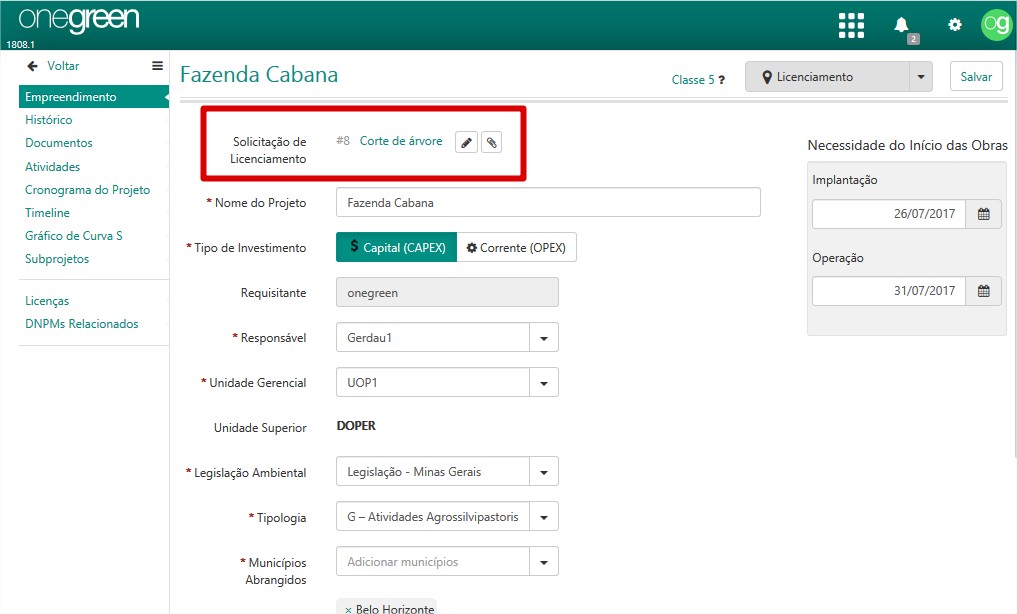 onegreen
1808.1
2
og
Voltar
Empreendimento
Histórico
Documentos
Atividades
Cronograma do Projeto
Timeline
Gráfico de Curva S
Subprojetos
Licenças
DNPMs Relacionados
Fazenda Cabana
Classe 5 ?
Licenciamento
Salvar
Solicitação de
Licenciamento
#8 Corte de árvore
* Nome do Projeto
Fazenda Cabana
* Tipo de Investimento
$ Capital (CAPEX)
Corrente (OPEX)
Requisitante
onegreen
* Responsável
Gerdau1
* Unidade Gerencial
UOP1
Unidade Superior
DOPER
* Legislação Ambiental
Legislação - Minas Gerais
* Tipologia
G – Atividades Agrossilvipastoris
* Municípios
Abrangidos
Adicionar municípios
× Belo Horizonte
Necessidade do Início das Obras
Implantação
26/07/2017
Operação
31/07/2017